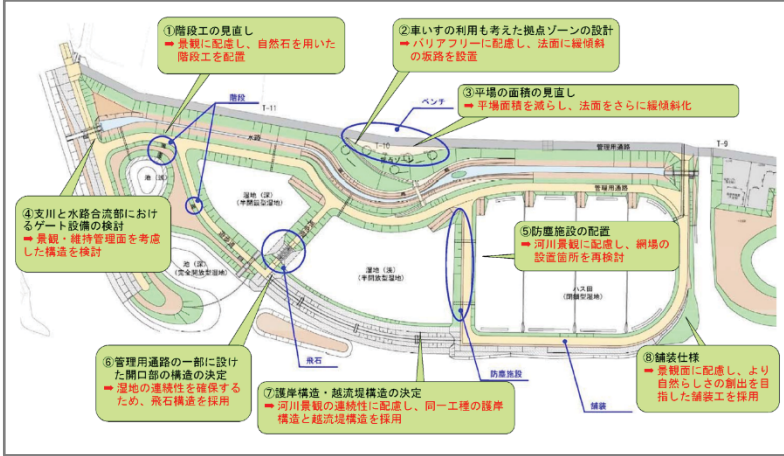 ①階段工の見直し
➡ 景観に配慮し、自然石を用いた
階段工を配置
②車いすの利用も考えた拠点ゾーンの設計
➡ バリアフリーに配慮し、法面に緩傾斜
の坂路を設置
③平場の面積の見直し
➡ 平場面積を減らし、法面をさらに緩傾斜化
階段
T-11
ベンチ
水路
T-10
拠点ゾーン
管理用通路
T-9
池（浅）
湿地（深）
（半開放型湿地）
管理用通路
④支川と水路合流部における
ゲート設備の検討
➡ 景観・維持管理面を考慮
した構造を検討
⑤防塵施設の配置
➡ 河川景観に配慮し、網場の
設置箇所を再検討
池（深）
（完全開放型湿地）
湿地（浅）
（半開放型湿地）
ハス田
（閉鎖型湿地）
⑥管理用通路の一部に設け
た開口部の構造の決定
➡ 湿地の連続性を確保する
ため、飛石構造を採用
飛石
⑦護岸構造・越流堤構造の決定
➡ 河川景観の連続性に配慮し、同一工種の護岸
構造と越流堤構造を採用
防塵施設
舗装
⑧舗装仕様
➡ 景観面に配慮し、より
自然らしさの創出を目
指した舗装工を採用